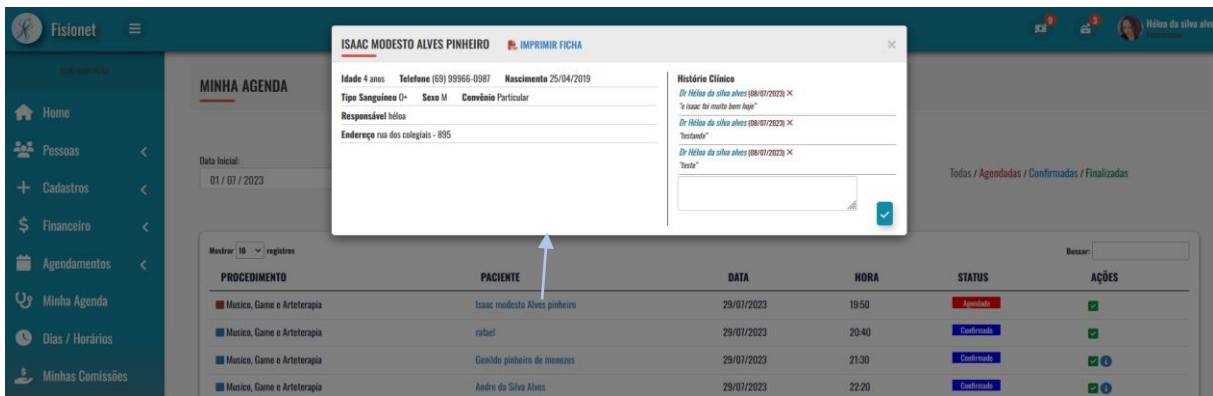 Fisionet
9
3
Hêloa da silva alve
ISAAC MODESTO ALVES PINHEIRO IMPRIMIR FICHA ×
Idade 4 anos Telefone (69) 99966-0987 Nascimento 25/04/2019
Tipo Sanguíneo O+ Sexo M Convênio Particular
Responsável héloa
Endereço rua dos colegiais - 895
Histório Clínico
Dr Héloa da silva alves (08/07/2023) ×
"o isaac foi muito bem hoje"
Dr Héloa da silva alves (08/07/2023) ×
"testando"
Dr Héloa da silva alves (08/07/2023) ×
"teste"
Home
Pessoas
Cadastros
Financeiro
Agendamentos
Minha Agenda
Dias / Horários
Minhas Comissões
MINHA AGENDA
Data Inicial:
01 / 07 / 2023
Todas / Agendadas / Confirmadas / Finalizadas
Mostrar 10 registros
Buscar:
PROCEDIMENTO PACIENTE DATA HORA STATUS AÇÕES
Musico, Game e Arteterapia Isaac modesto Alves pinheiro 29/07/2023 19:50 Agendado
Musico, Game e Arteterapia rafael 29/07/2023 20:40 Confirmado
Musico, Game e Arteterapia Genildo pinheiro de menezes 29/07/2023 21:30 Confirmado
Musico, Game e Arteterapia Andre da Silva Alves 29/07/2023 22:20 Confirmado